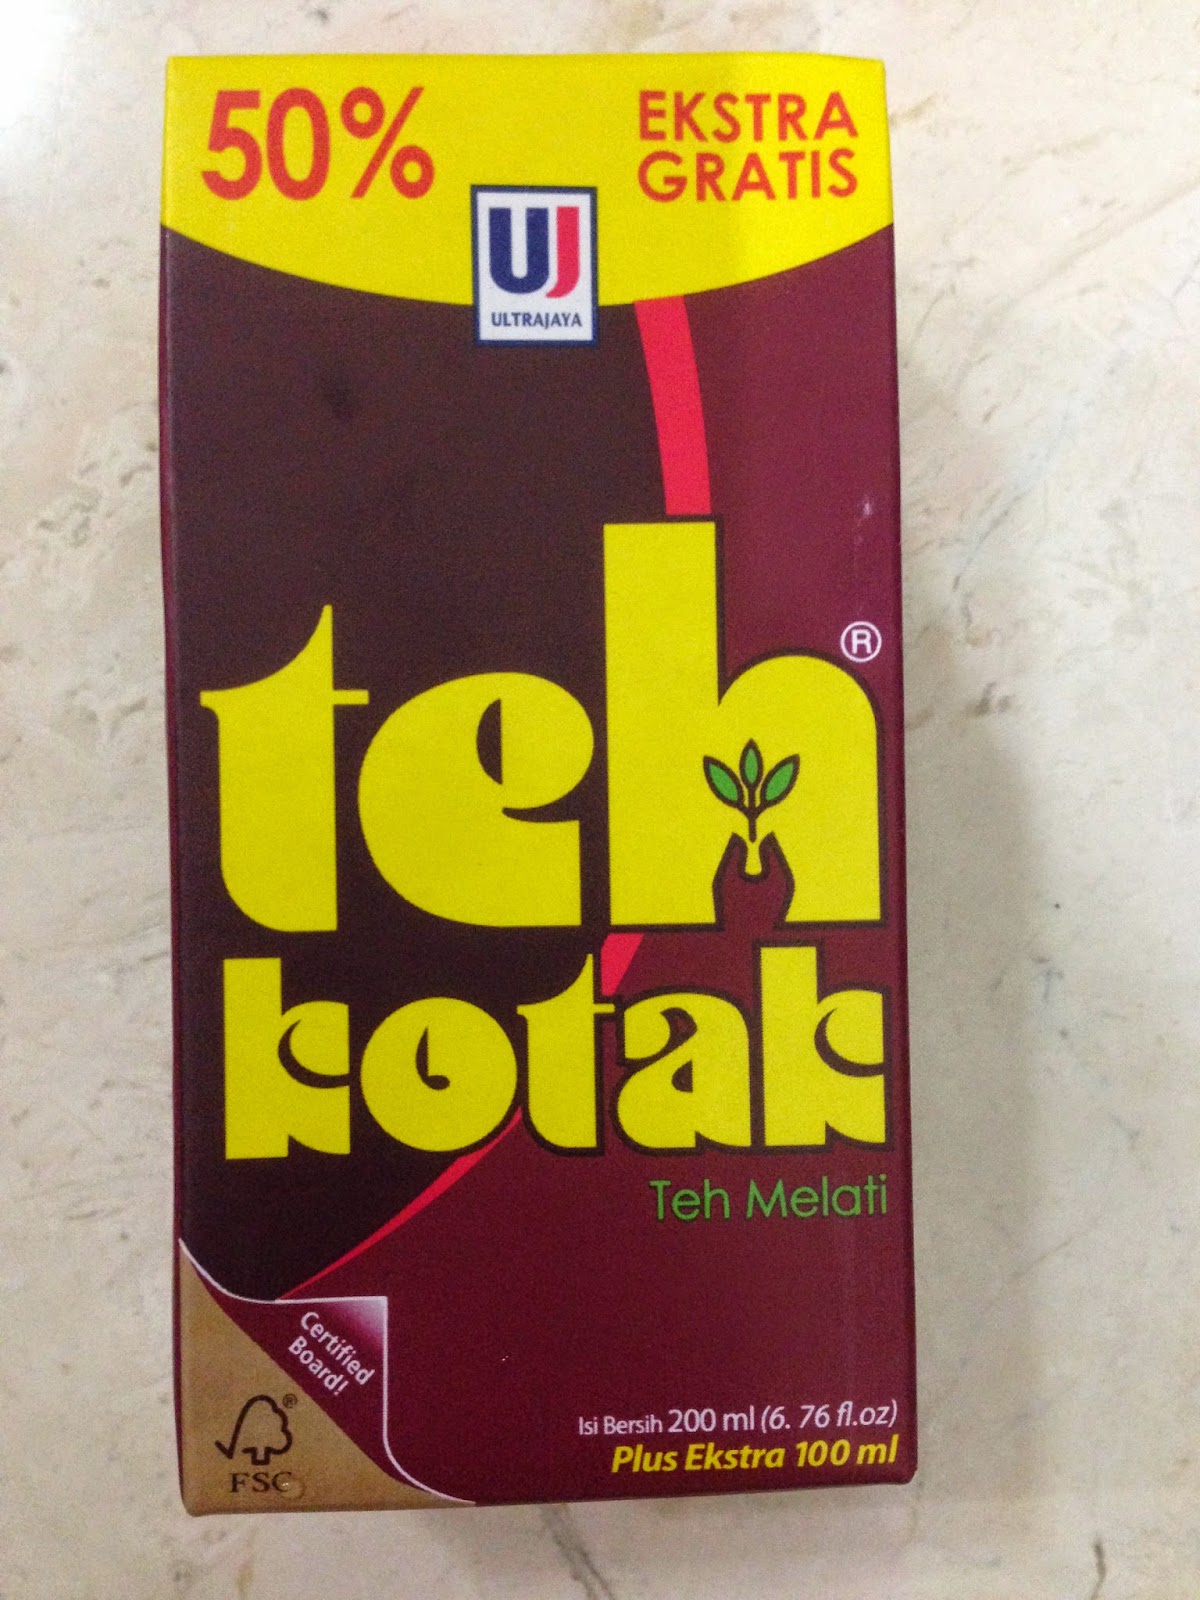 50%
EKSTRA
GRATIS
UJ
ULTRAJAYA
teh ®
kotak
Teh Melati
Certified
Board!
®
FSC
Isi Bersih 200 ml (6. 76 fl.oz)
Plus Ekstra 100 ml